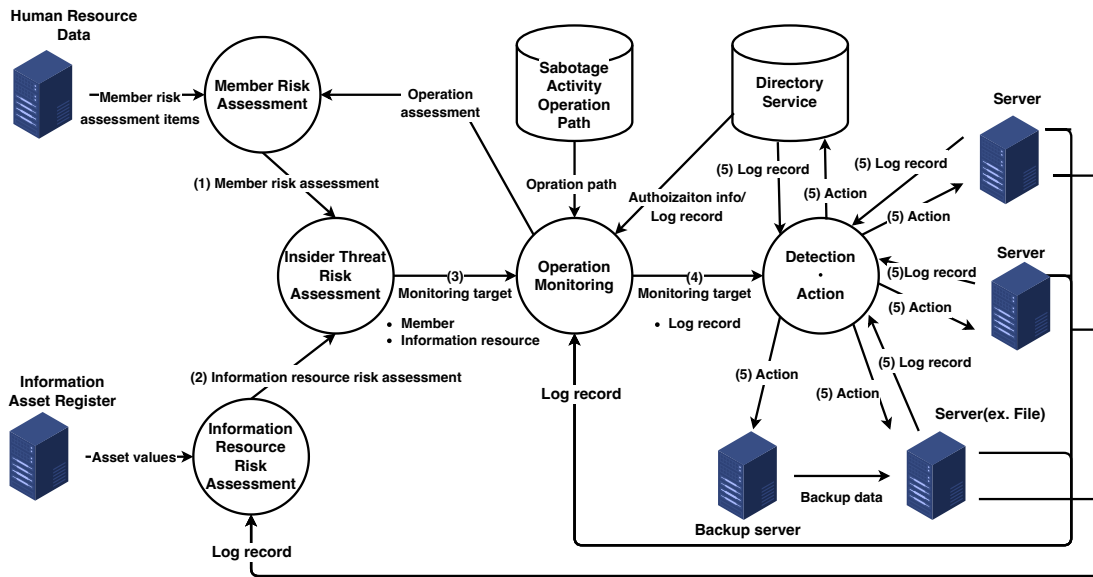 Human Resource
Data
Member risk
assessment items
Member Risk
Assessment
Operation
assessment
Sabotage
Activity
Operation
Path
Directory
Service
Server
(1) Member risk assessment
Opration path
Authoizaiton info/
Log record
(5) Log record
(5) Action
(5) Log record
(5) Action
Insider Threat
Risk
Assessment
(3)
Monitoring target
• Member
• Information resource
Operation
Monitoring
(4)
Monitoring target
• Log record
Detection
・
Action
Server
(5)Log record
(5) Action
(2) Information resource risk assessment
Information
Asset Register
Asset values
Information
Resource
Risk
Assessment
Log record
(5) Action
(5) Action
(5) Log record
Server(ex. File)
Backup data
Backup server
Log record